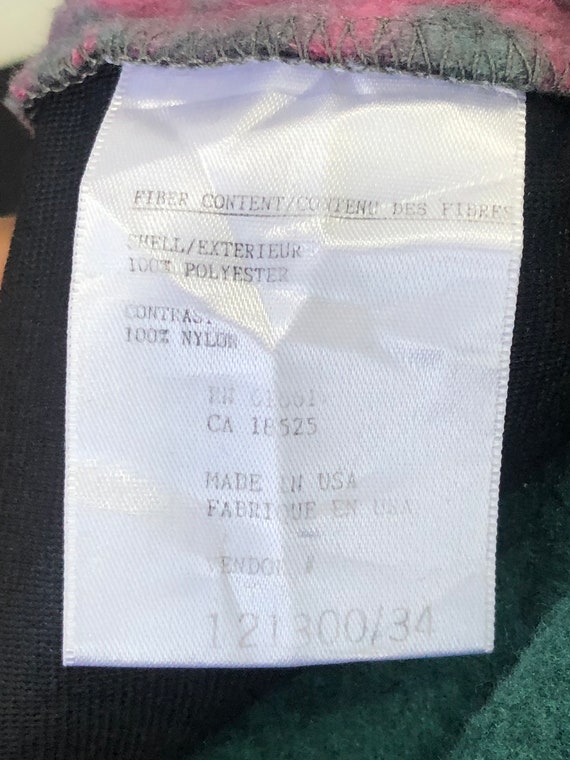 FIBER CONTENT/CONTENU DES FIBRES
SHELL/EXTERIEUR
100% POLYESTER
CONTRAST
100% NYLON
RN
CA 18525
MADE IN USA
FABRIQUE EN USA
VENDOR #
121300/34